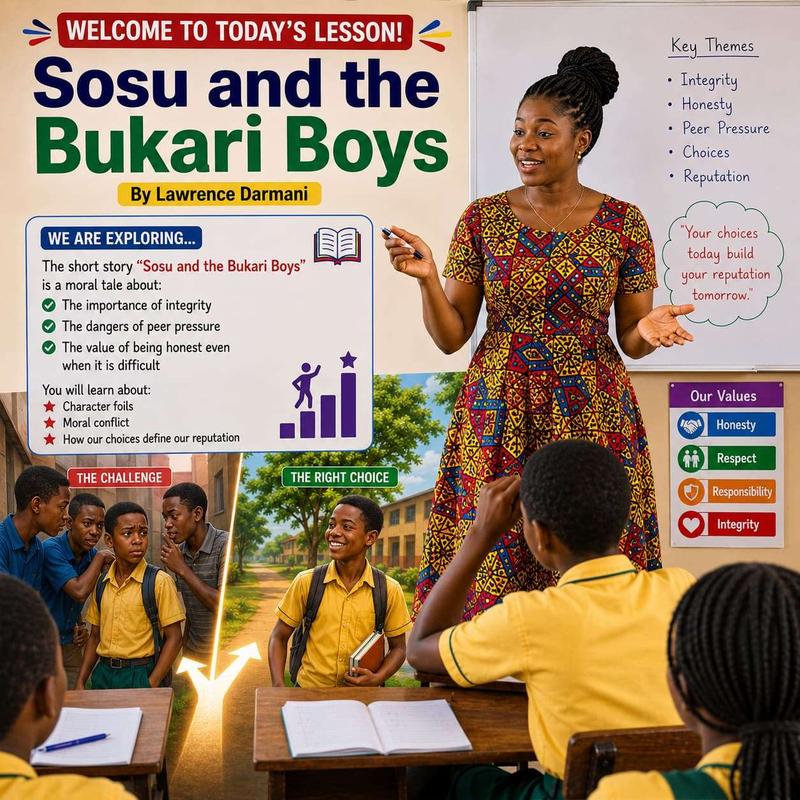 WELCOME TO TODAY'S LESSON!
Sosu and the
Bukari Boys
By Lawrence Darmani
WE ARE EXPLORING...
The short story "Sosu and the Bukari Boys"
is a moral tale about:
The importance of integrity
The dangers of peer pressure
The value of being honest even
when it is difficult
You will learn about:
Character foils
Moral conflict
How our choices define our reputation
THE CHALLENGE
THE RIGHT CHOICE
Key Themes
• Integrity
• Honesty
• Peer Pressure
• Choices
• Reputation
"Your choices
today build
your reputation
tomorrow."
Our Values
Honesty
Respect
Responsibility
Integrity